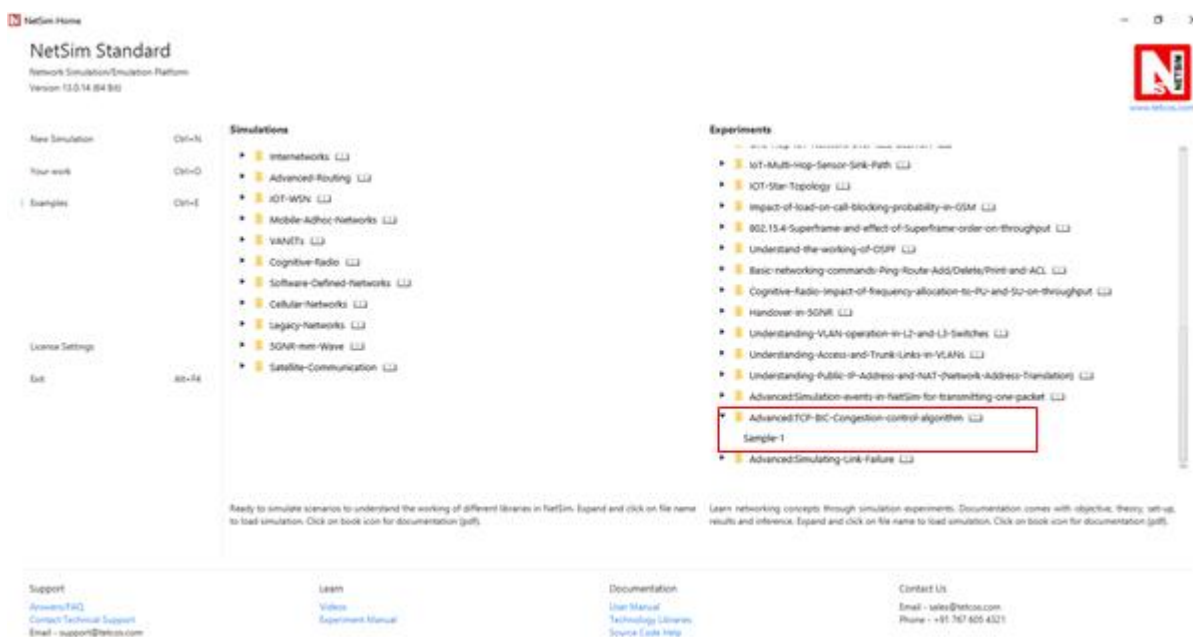 NetSim Home
NetSim Standard
Network Simulation/Emulation Platform
Version 13.0.14 (64 Bit)
NETSIM
www.tetcos.com
New Simulation Ctrl+N
Your work Ctrl+O
Examples Ctrl+E
License Settings
Exit Alt+F4
Simulations
Internetworks
Advanced-Routing
IOT-WSN
Mobile-Adhoc-Networks
VANETs
Cognitive-Radio
Software-Defined-Networks
Cellular-Networks
Legacy-Networks
5GNR-mm-Wave
Satellite-Communication
Ready to simulate scenarios to understand the working of different libraries in NetSim. Expand and click on file name
to load simulation. Click on book icon for documentation (pdf).
Experiments
IoT-Multi-Hop-Sensor-Sink-Path
IOT-Star-Topology
Impact-of-load-on-call-blocking-probability-in-GSM
802.15.4-Superframe-and-effect-of-Superframe-order-on-throughput
Understand-the-working-of-OSPF
Basic-networking-commands-Ping-Route-Add/Delete/Print-and-ACL
Cognitive-Radio-Impact-of-frequency-allocation-to-PU-and-SU-on-throughput
Handover-in-5GNR
Understanding-VLAN-operation-in-L2-and-L3-Switches
Understanding-Access-and-Trunk-Links-in-VLANs
Understanding-Public-IP-Address-and-NAT-(Network-Address-Translation)
Advanced:Simulation-events-in-NetSim-for-transmitting-one-packet
Advanced:TCP-BIC-Congestion-control-algorithm
Sample-1
Advanced:Simulating-Link-Failure
Learn networking concepts through simulation experiments. Documentation comes with objective, theory, set-up,
results and inference. Expand and click on file name to load simulation. Click on book icon for documentation (pdf).
Support
Answers/FAQ
Contact Technical Support
Email - support@tetcos.com
Learn
Videos
Experiment Manual
Documentation
User Manual
Technology Libraries
Source Code Help
Contact Us
Email - sales@tetcos.com
Phone - +91 767 605 4321